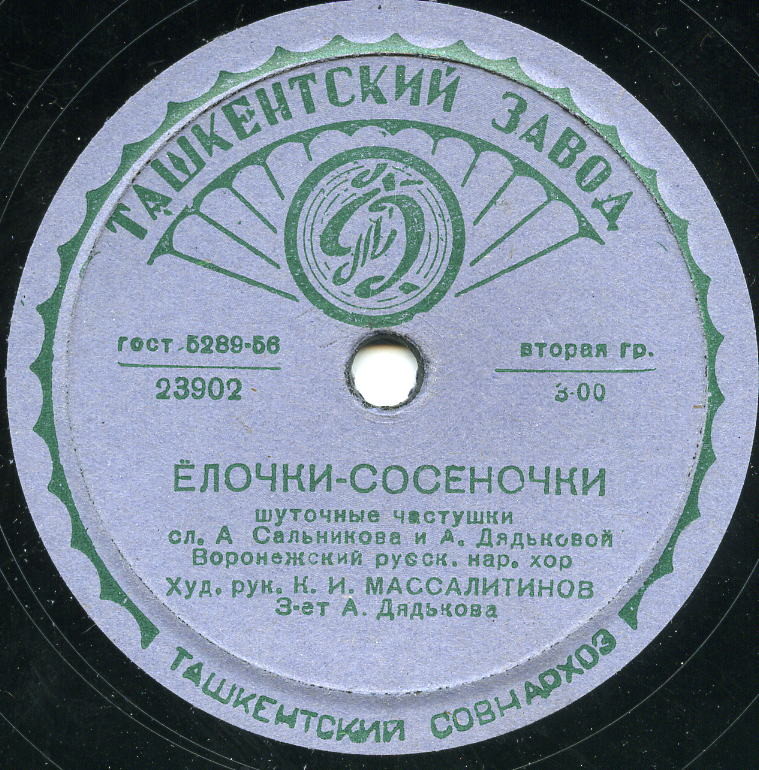 ТАШКЕНТСКИЙ ЗАВОД
гост 5289-56
23902
вторая гр.
3-00
ЁЛОЧКИ-СОСЕНОЧКИ
шуточные частушки
сл. А Сальникова и А. Дядьковой
Воронежский русск. нар. хор
Худ. рук. К. И. МАССАЛИТИНОВ
З-ет А. Дядькова
ТАШКЕНТСКИЙ СОВНАРХОЗ